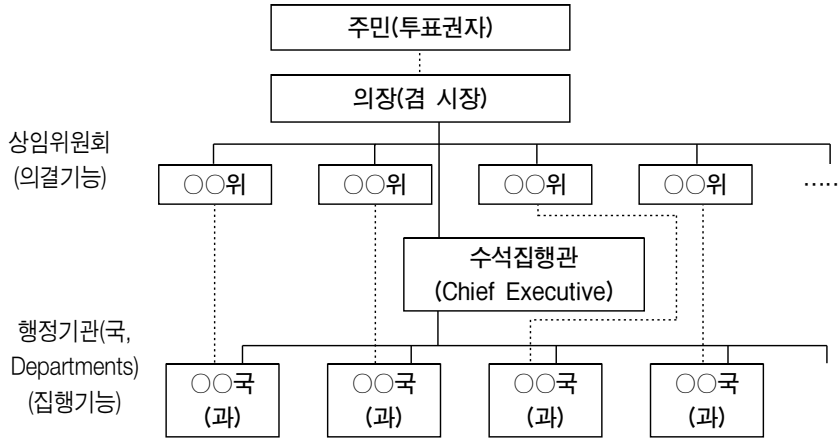 주민(투표권자)
의장(겸 시장)
상임위원회
(의결기능)
○○위
○○위
○○위
○○위
……
수석집행관
(Chief Executive)
행정기관(국,
Departments)
(집행기능)
○○국
(과)
○○국
(과)
○○국
(과)
○○국
(과)